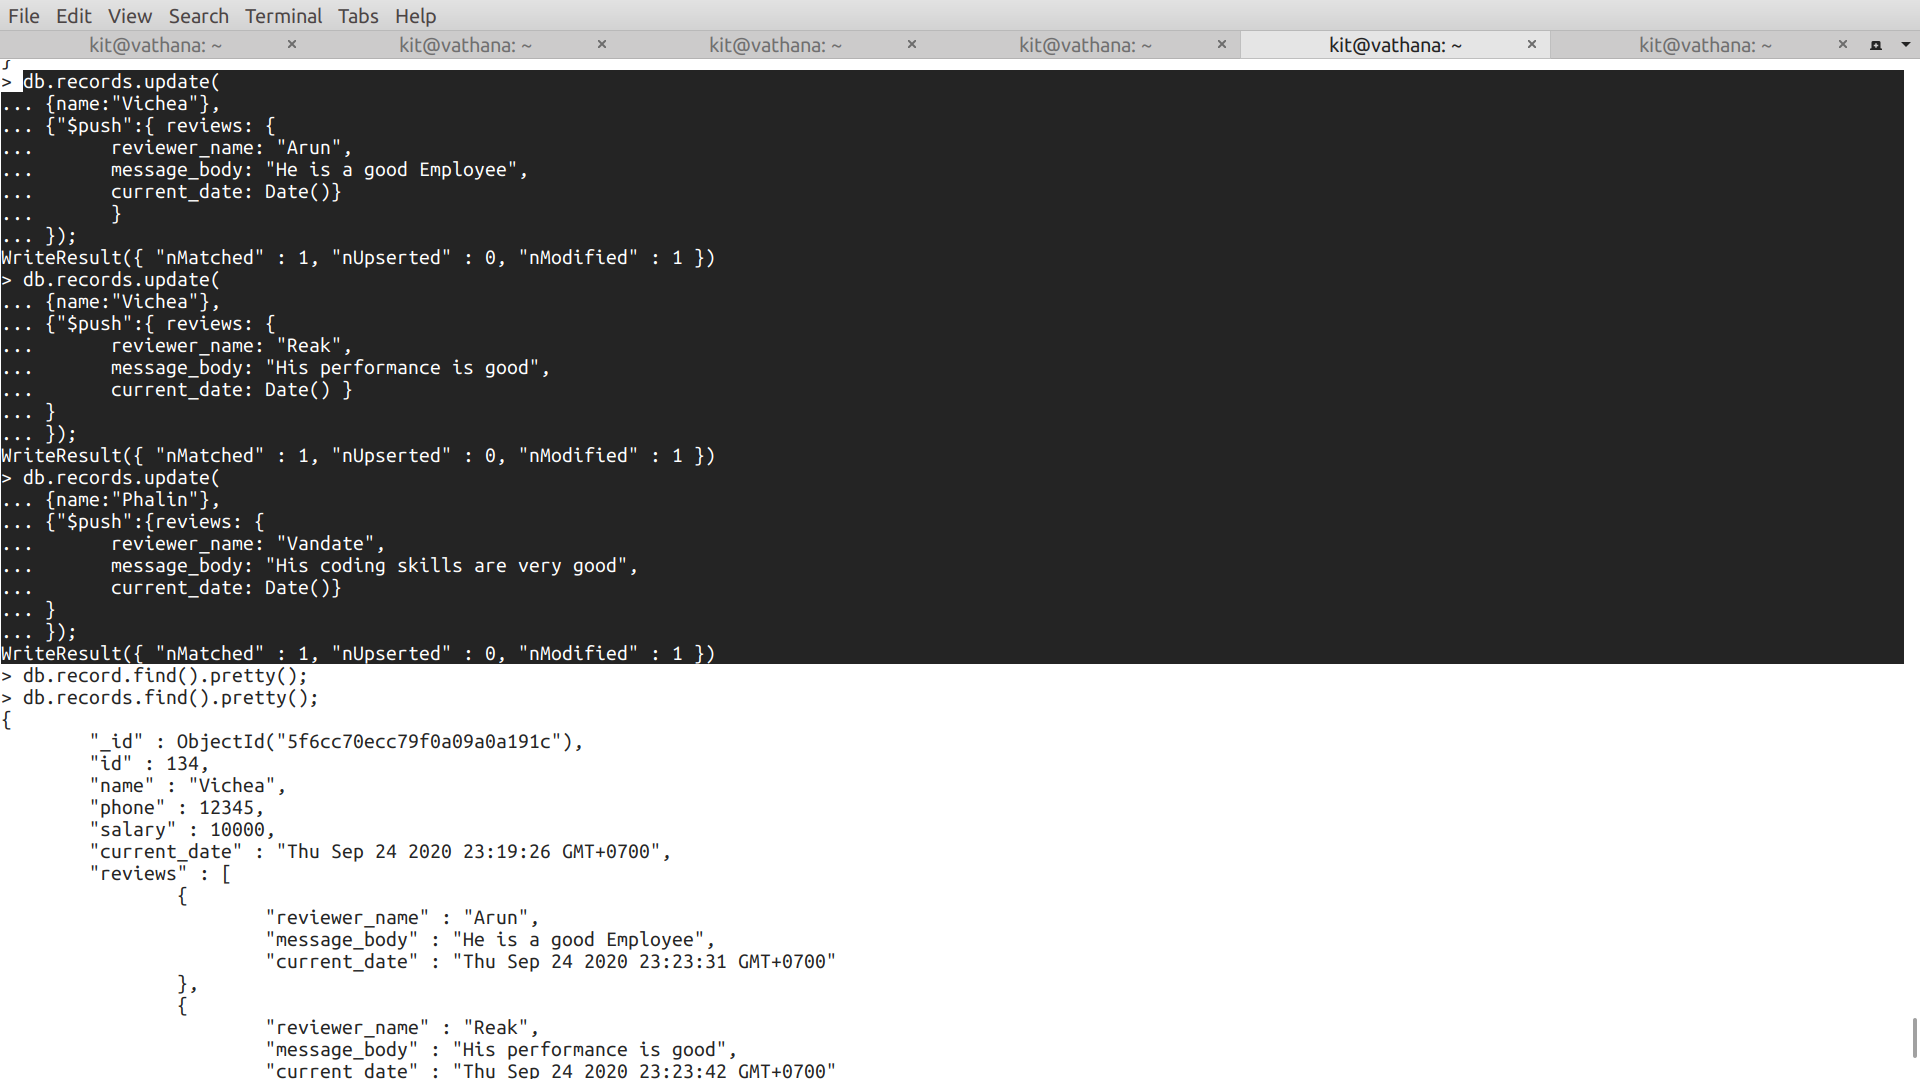 File Edit View Search Terminal Tabs Help
kit@vathana: ~ × kit@vathana: ~ × kit@vathana: ~ × kit@vathana: ~ × kit@vathana: ~ × kit@vathana: ~ ×
}
> db.records.update(
... {name:"Vichea"},
... {"$push":{ reviews: {
...       reviewer_name: "Arun",
...       message_body: "He is a good Employee",
...       current_date: Date()}
...       }
... });
WriteResult({ "nMatched" : 1, "nUpserted" : 0, "nModified" : 1 })
> db.records.update(
... {name:"Vichea"},
... {"$push":{ reviews: {
...       reviewer_name: "Reak",
...       message_body: "His performance is good",
...       current_date: Date() }
... }
... });
WriteResult({ "nMatched" : 1, "nUpserted" : 0, "nModified" : 1 })
> db.records.update(
... {name:"Phalin"},
... {"$push":{reviews: {
...       reviewer_name: "Vandate",
...       message_body: "His coding skills are very good",
...       current_date: Date()}
... }
... });
WriteResult({ "nMatched" : 1, "nUpserted" : 0, "nModified" : 1 })
> db.record.find().pretty();
> db.records.find().pretty();
{
        "_id" : ObjectId("5f6cc70ecc79f0a09a0a191c"),
        "id" : 134,
        "name" : "Vichea",
        "phone" : 12345,
        "salary" : 10000,
        "current_date" : "Thu Sep 24 2020 23:19:26 GMT+0700",
        "reviews" : [
                {
                        "reviewer_name" : "Arun",
                        "message_body" : "He is a good Employee",
                        "current_date" : "Thu Sep 24 2020 23:23:31 GMT+0700"
                },
                {
                        "reviewer_name" : "Reak",
                        "message_body" : "His performance is good",
                        "current_date" : "Thu Sep 24 2020 23:23:42 GMT+0700"